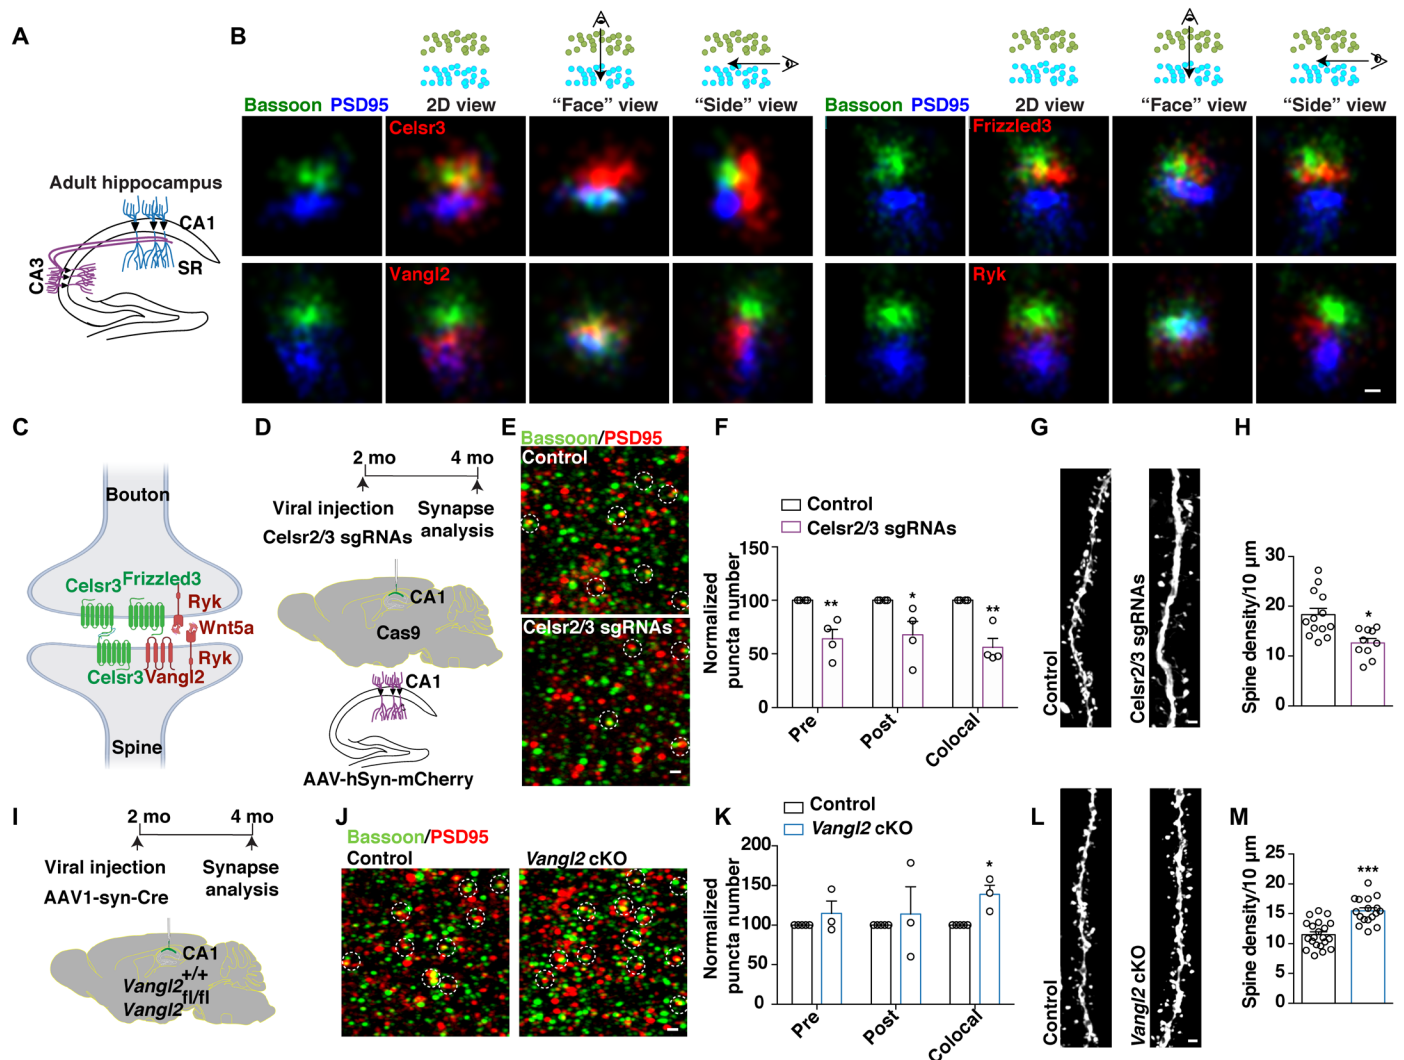 A
Adult hippocampus
CA1
SR
CA3
B
Bassoon PSD95 2D view “Face” view “Side” view
Bassoon PSD95 2D view “Face” view “Side” view
Celsr3
Frizzled3
Vangl2
Ryk
C
Bouton
Celsr3 Frizzled3
Ryk
Wnt5a
Ryk
Celsr3 Vangl2
Spine
D
2 mo 4 mo
Viral injection Synapse
analysis
Celsr2/3 sgRNAs
CA1
Cas9
CA1
AAV-hSyn-mCherry
E
Bassoon/PSD95
Control
Celsr2/3 sgRNAs
F
Control
Celsr2/3 sgRNAs
Normalized
puncta number
150
100
50
0
** * **
Pre Post Colocal
G
Control
Celsr2/3 sgRNAs
H
Spine density/10 µm
30
20
10
0
*
I
2 mo 4 mo
Viral injection Synapse
analysis
AAV1-syn-Cre
CA1
Vangl2 +/+
Vangl2 fl/fl
J
Bassoon/PSD95
Control Vangl2 cKO
K
Control
Vangl2 cKO
Normalized
puncta number
200
150
100
50
0
*
Pre Post Colocal
L
Control
Vangl2 cKO
M
Spine density/10 µm
25
20
15
10
5
0
***